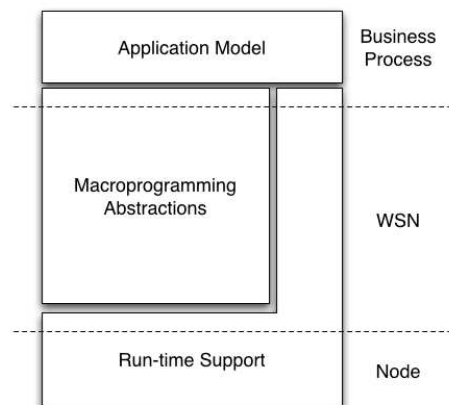 Application Model
Business
Process
Macroprogramming
Abstractions
WSN
Run-time Support
Node